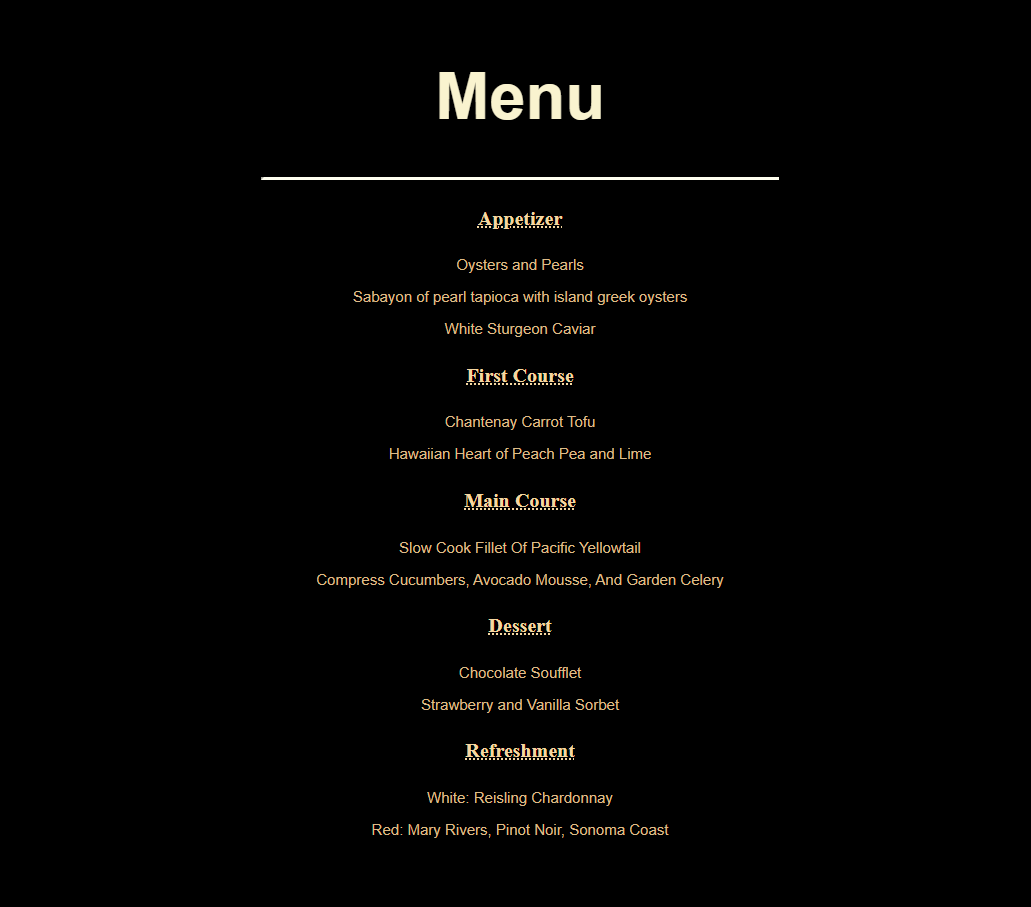 Menu
Appetizer
Oysters and Pearls
Sabayon of pearl tapioca with island greek oysters
White Sturgeon Caviar
First Course
Chantenay Carrot Tofu
Hawaiian Heart of Peach Pea and Lime
Main Course
Slow Cook Fillet Of Pacific Yellowtail
Compress Cucumbers, Avocado Mousse, And Garden Celery
Dessert
Chocolate Soufflet
Strawberry and Vanilla Sorbet
Refreshment
White: Reisling Chardonnay
Red: Mary Rivers, Pinot Noir, Sonoma Coast